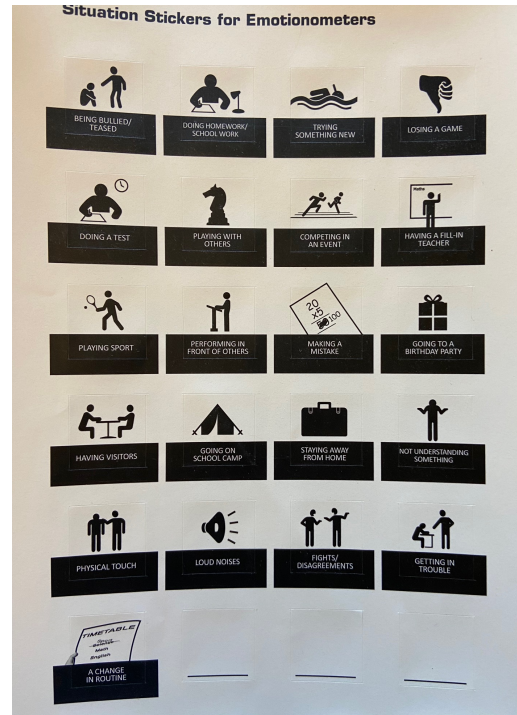 Situation Stickers for Emotionometers
BEING BULLIED/
TEASED
DOING HOMEWORK/
SCHOOL WORK
TRYING
SOMETHING NEW
LOSING A GAME
DOING A TEST
PLAYING WITH
OTHERS
COMPETING IN
AN EVENT
Maths
HAVING A FILL-IN
TEACHER
PLAYING SPORT
PERFORMING IN
FRONT OF OTHERS
20
x5
100
MAKING A
MISTAKE
GOING TO A
BIRTHDAY PARTY
HAVING VISITORS
GOING ON
SCHOOL CAMP
STAYING AWAY
FROM HOME
NOT UNDERSTANDING
SOMETHING
PHYSICAL TOUCH
LOUD NOISES
FIGHTS/
DISAGREEMENTS
GETTING IN
TROUBLE
TIMETABLE
Science
Math
English
A CHANGE
IN ROUTINE